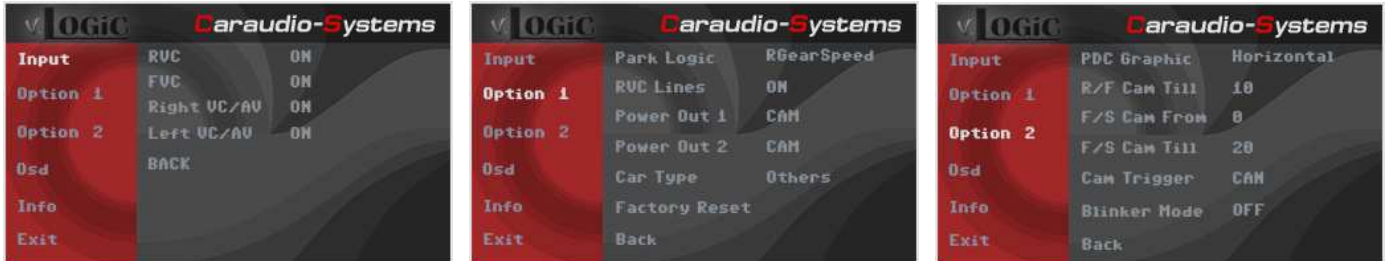 v.LOGiC Caraudio-Systems
Input
Option 1
Option 2
Osd
Info
Exit
RVC ON
FVC ON
Right VC/AV ON
Left VC/AV ON
BACK
v.LOGiC Caraudio-Systems
Input
Option 1
Option 2
Osd
Info
Exit
Park Logic RGearSpeed
RVC Lines ON
Power Out 1 CAM
Power Out 2 CAM
Car Type Others
Factory Reset
Back
v.LOGiC Caraudio-Systems
Input
Option 1
Option 2
Osd
Info
Exit
PDC Graphic Horizontal
R/F Cam Till 10
F/S Cam From 0
F/S Cam Till 20
Cam Trigger CAN
Blinker Mode OFF
Back